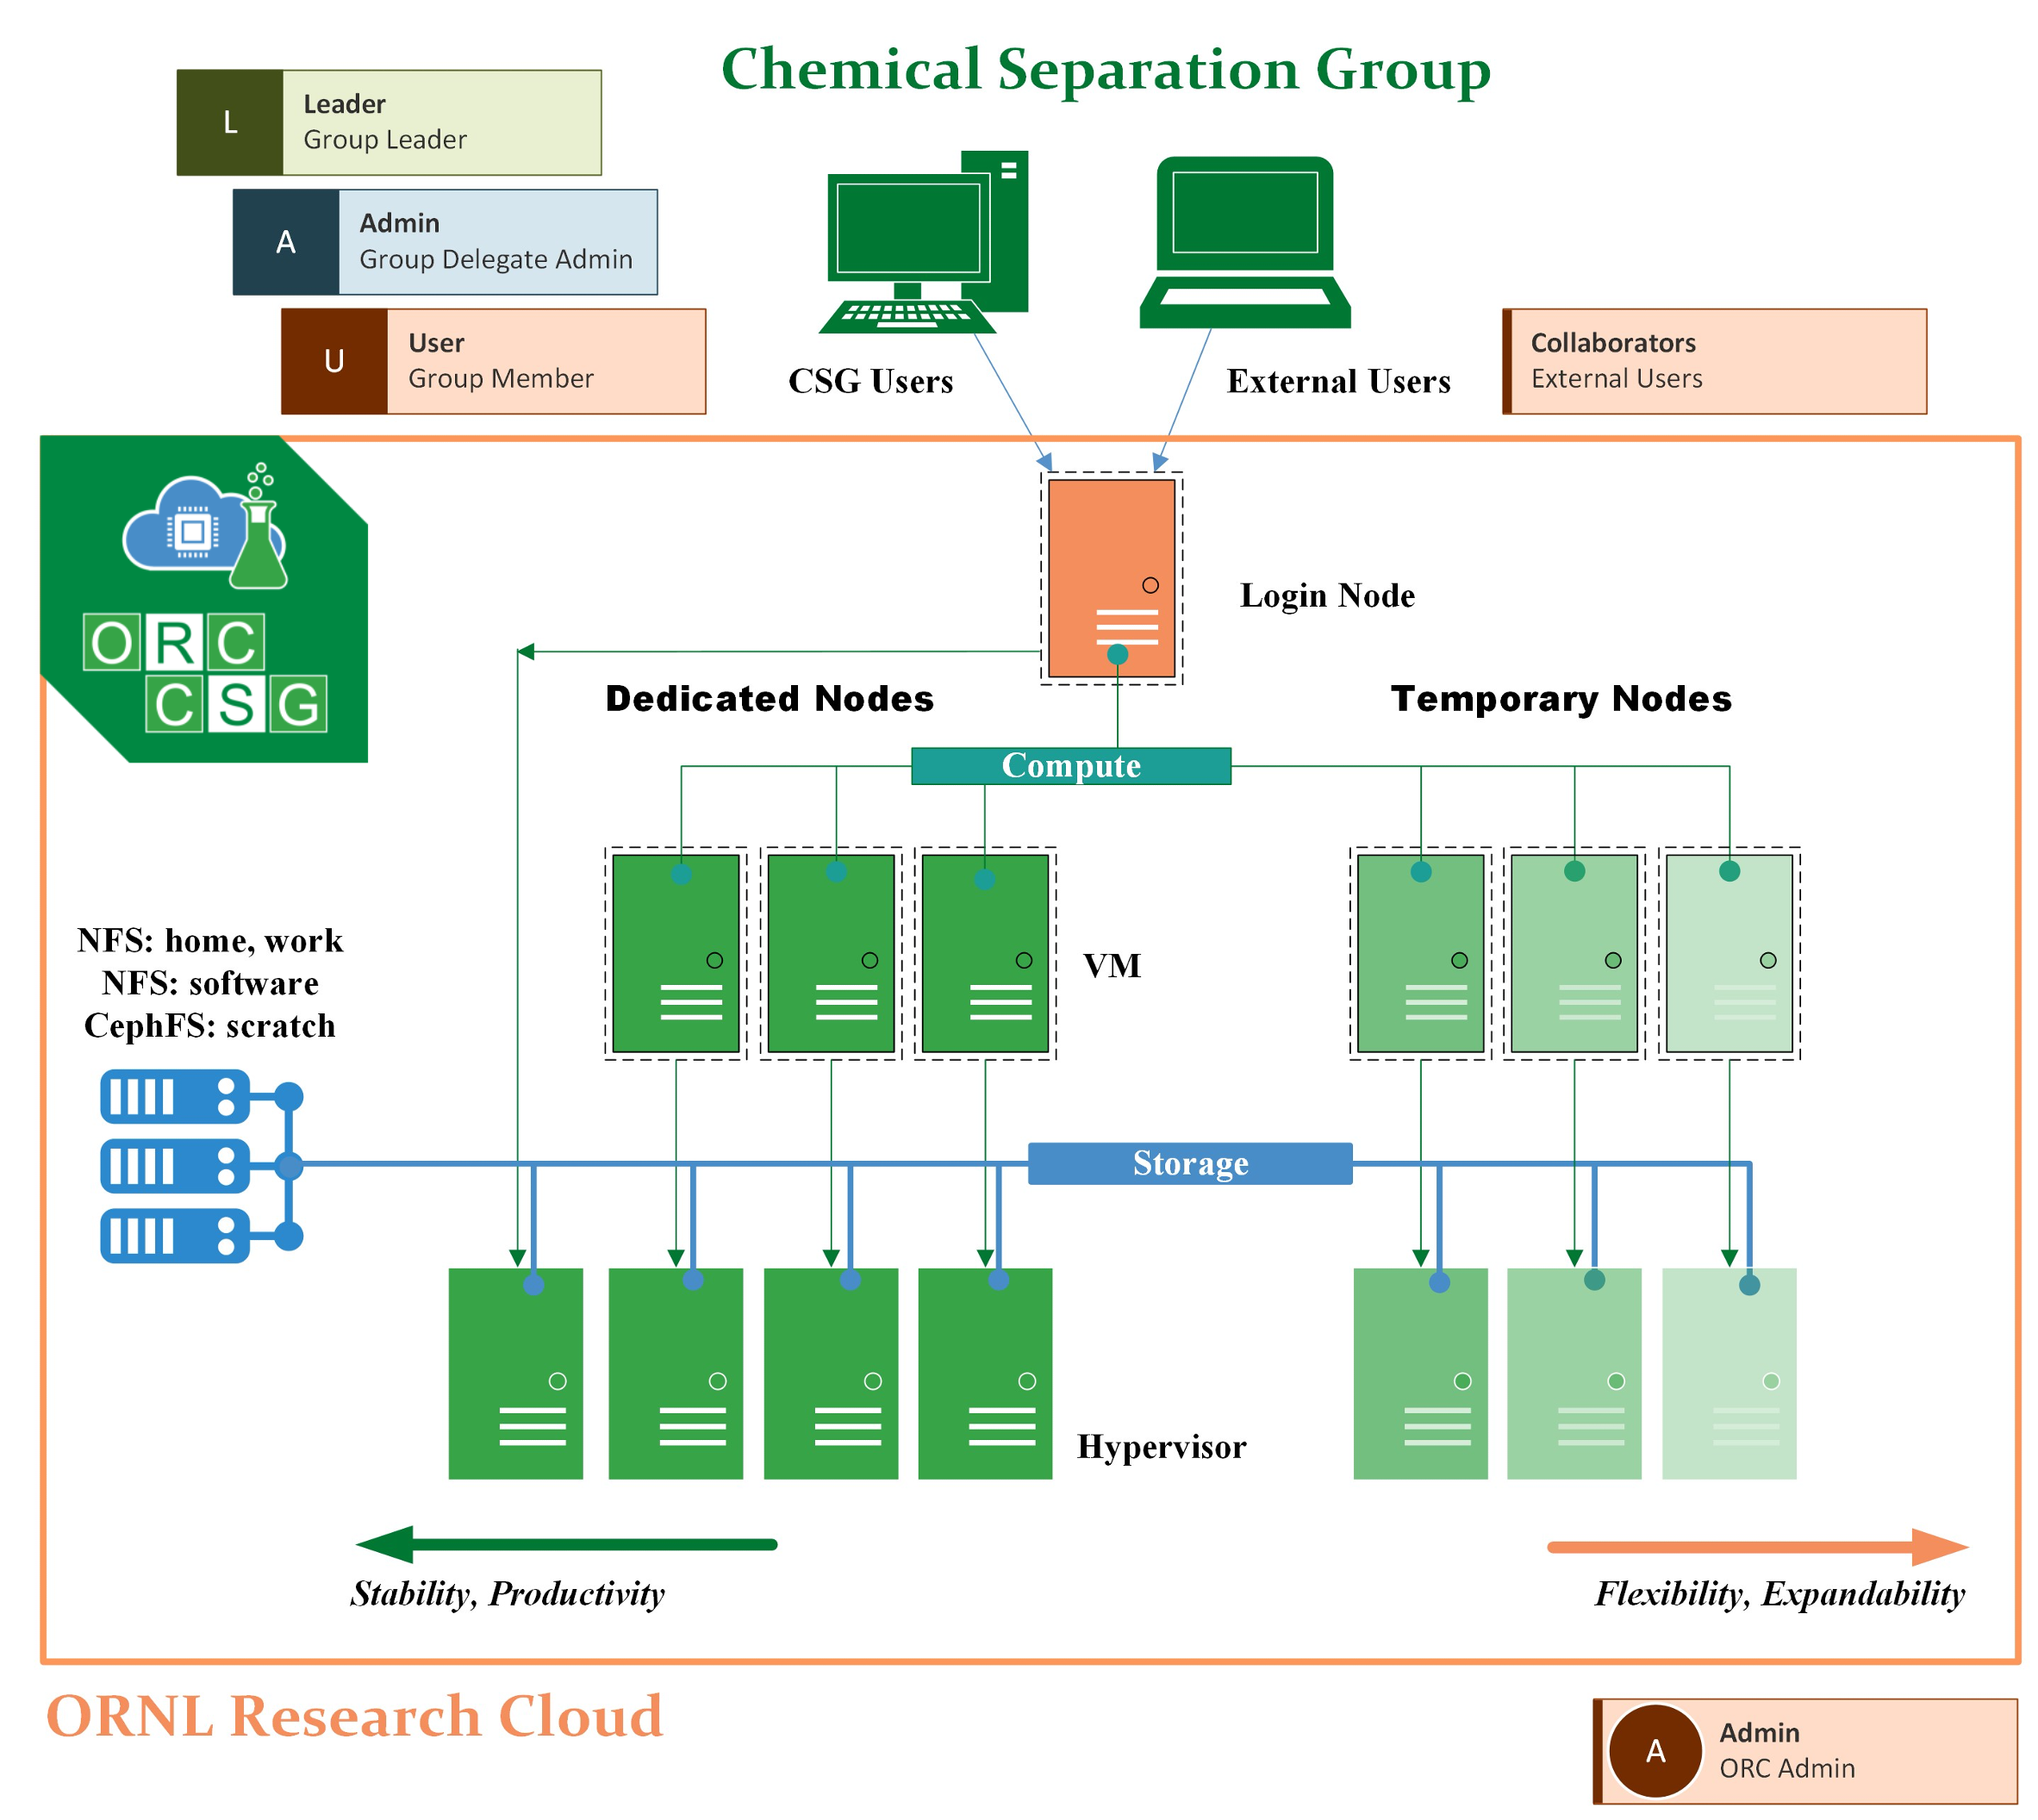 Chemical Separation Group
L
Leader
Group Leader
A
Admin
Group Delegate Admin
U
User
Group Member
CSG Users
External Users
Collaborators
External Users
ORC
CSG
Login Node
Dedicated Nodes
Temporary Nodes
Compute
NFS: home, work
NFS: software
CephFS: scratch
VM
Storage
Hypervisor
Stability, Productivity
Flexibility, Expandability
ORNL Research Cloud
A
Admin
ORC Admin